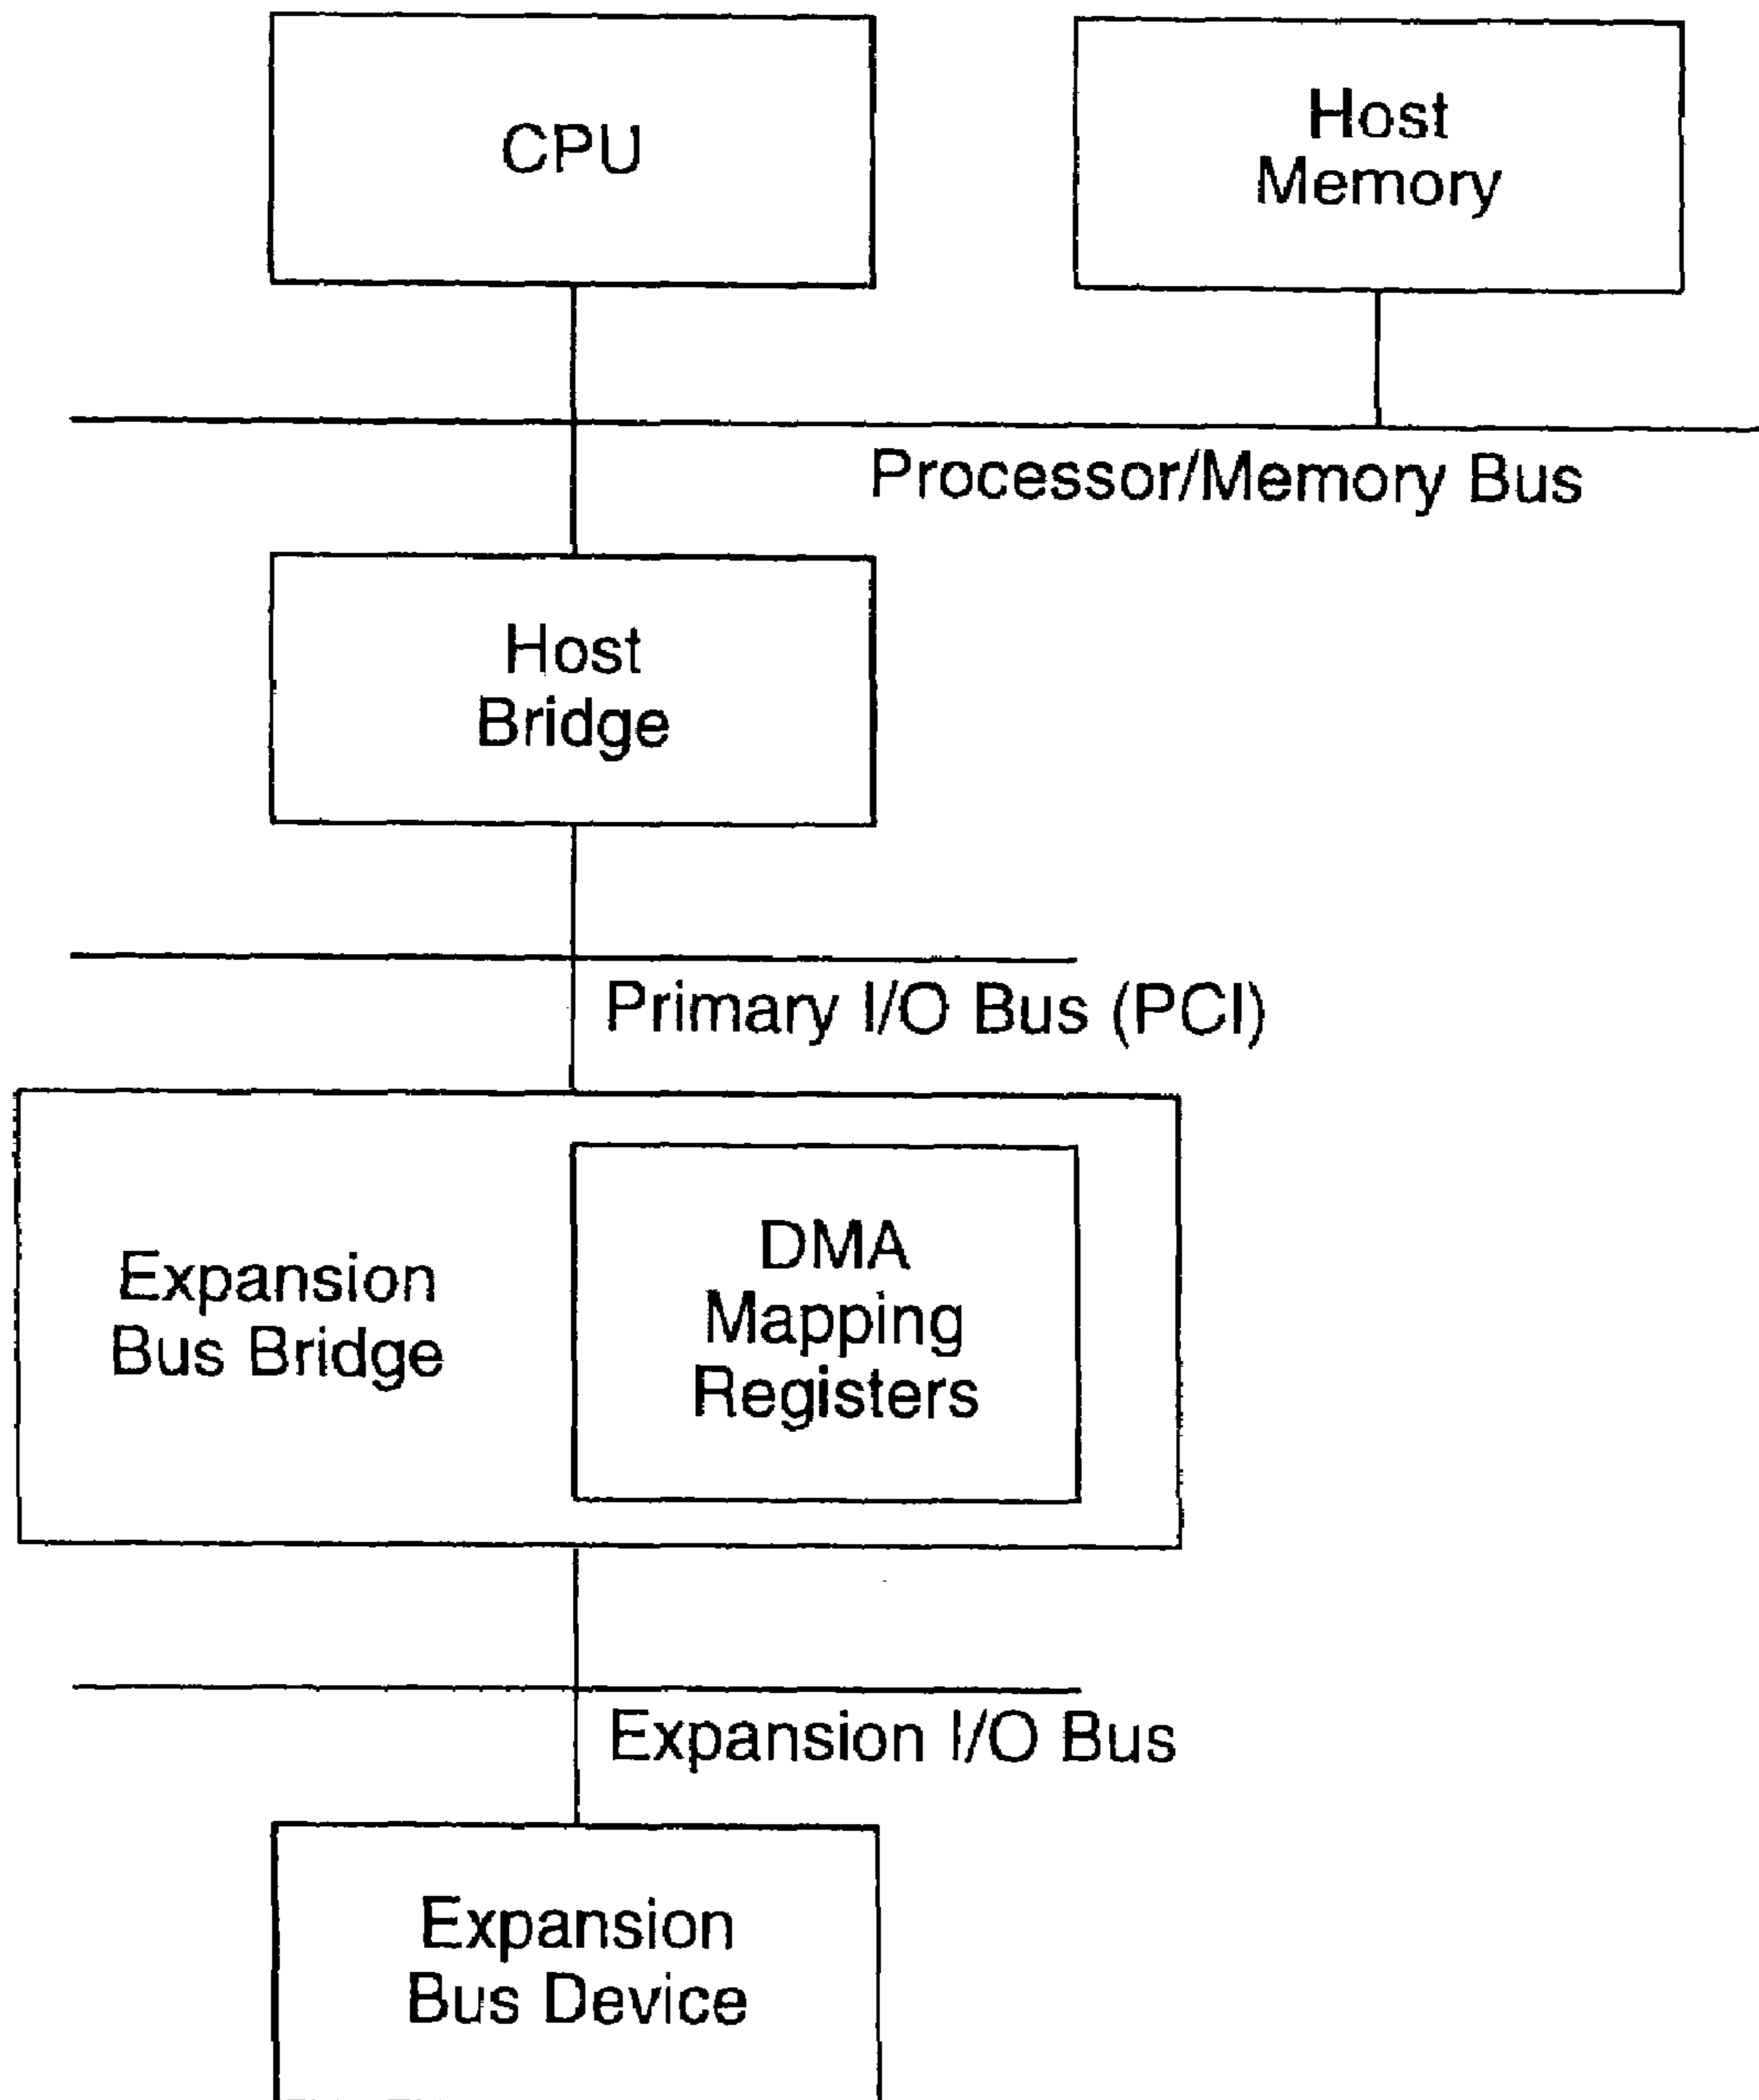 CPU
Host
Memory
Processor/Memory Bus
Host
Bridge
Primary I/O Bus (PCI)
Expansion
Bus Bridge
DMA
Mapping
Registers
Expansion I/O Bus
Expansion
Bus Device